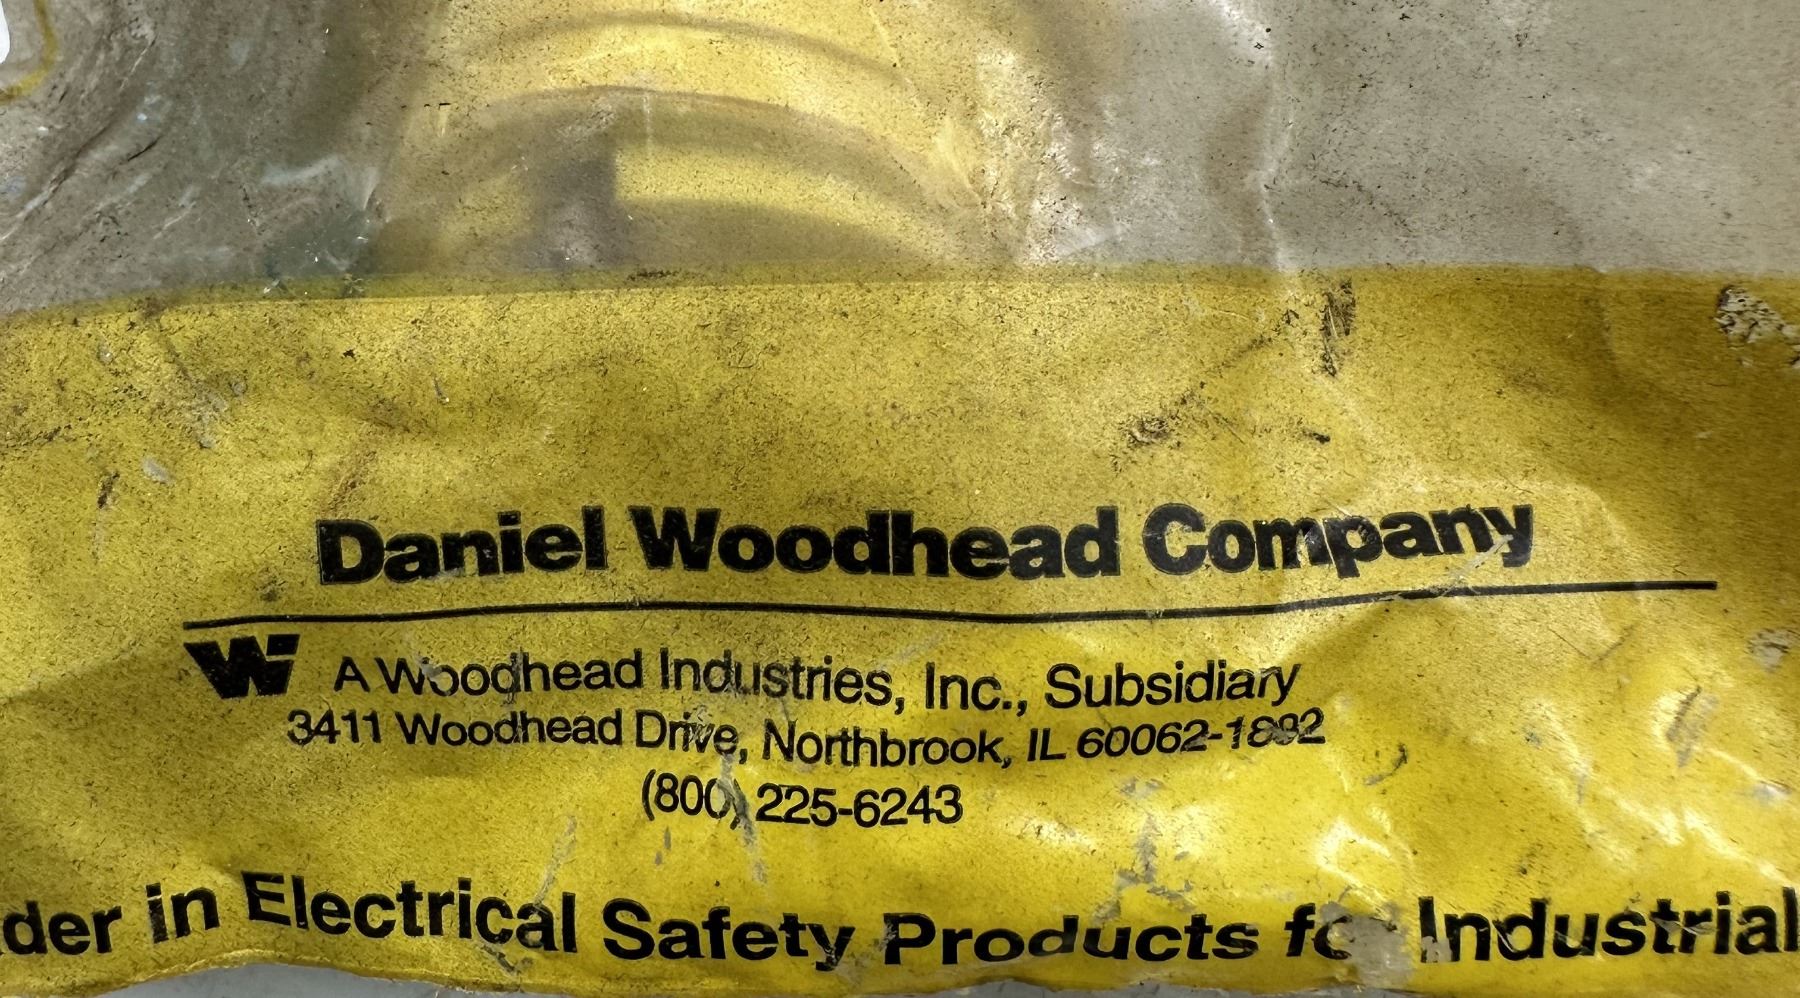 Daniel Woodhead Company
W
A Woodhead Industries, Inc., Subsidiary
3411 Woodhead Drive, Northbrook, IL
(800) 225-6243
in Electrical Safety Products Industrial